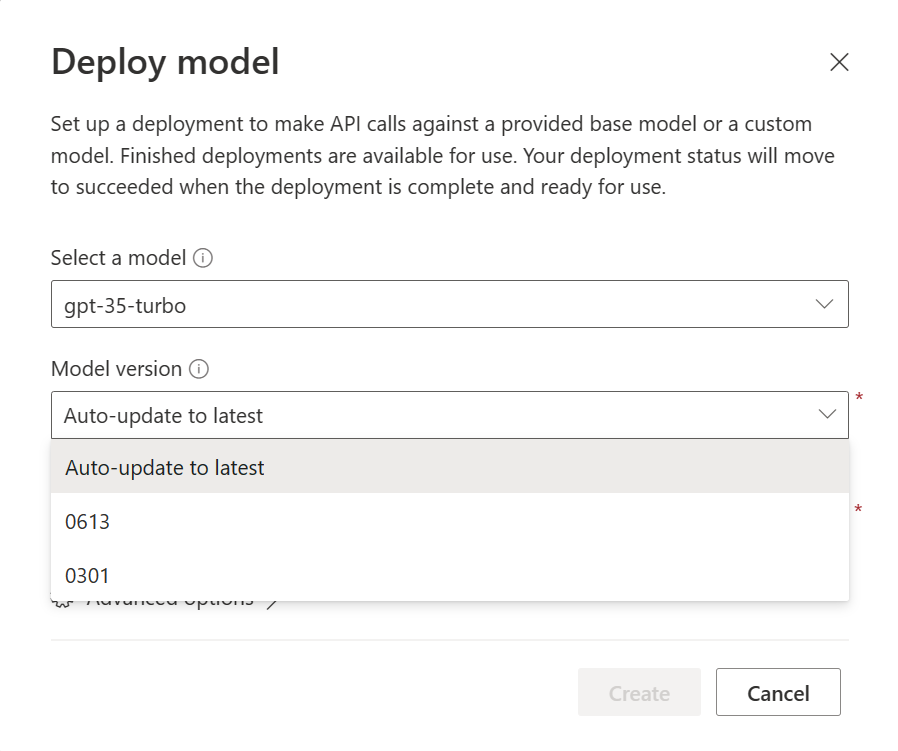 Deploy model
Set up a deployment to make API calls against a provided base model or a custom
model. Finished deployments are available for use. Your deployment status will move
to succeeded when the deployment is complete and ready for use.
Select a model
gpt-35-turbo
Model version
Auto-update to latest
*
Auto-update to latest
0613
*
0301
Advanced options
Create
Cancel